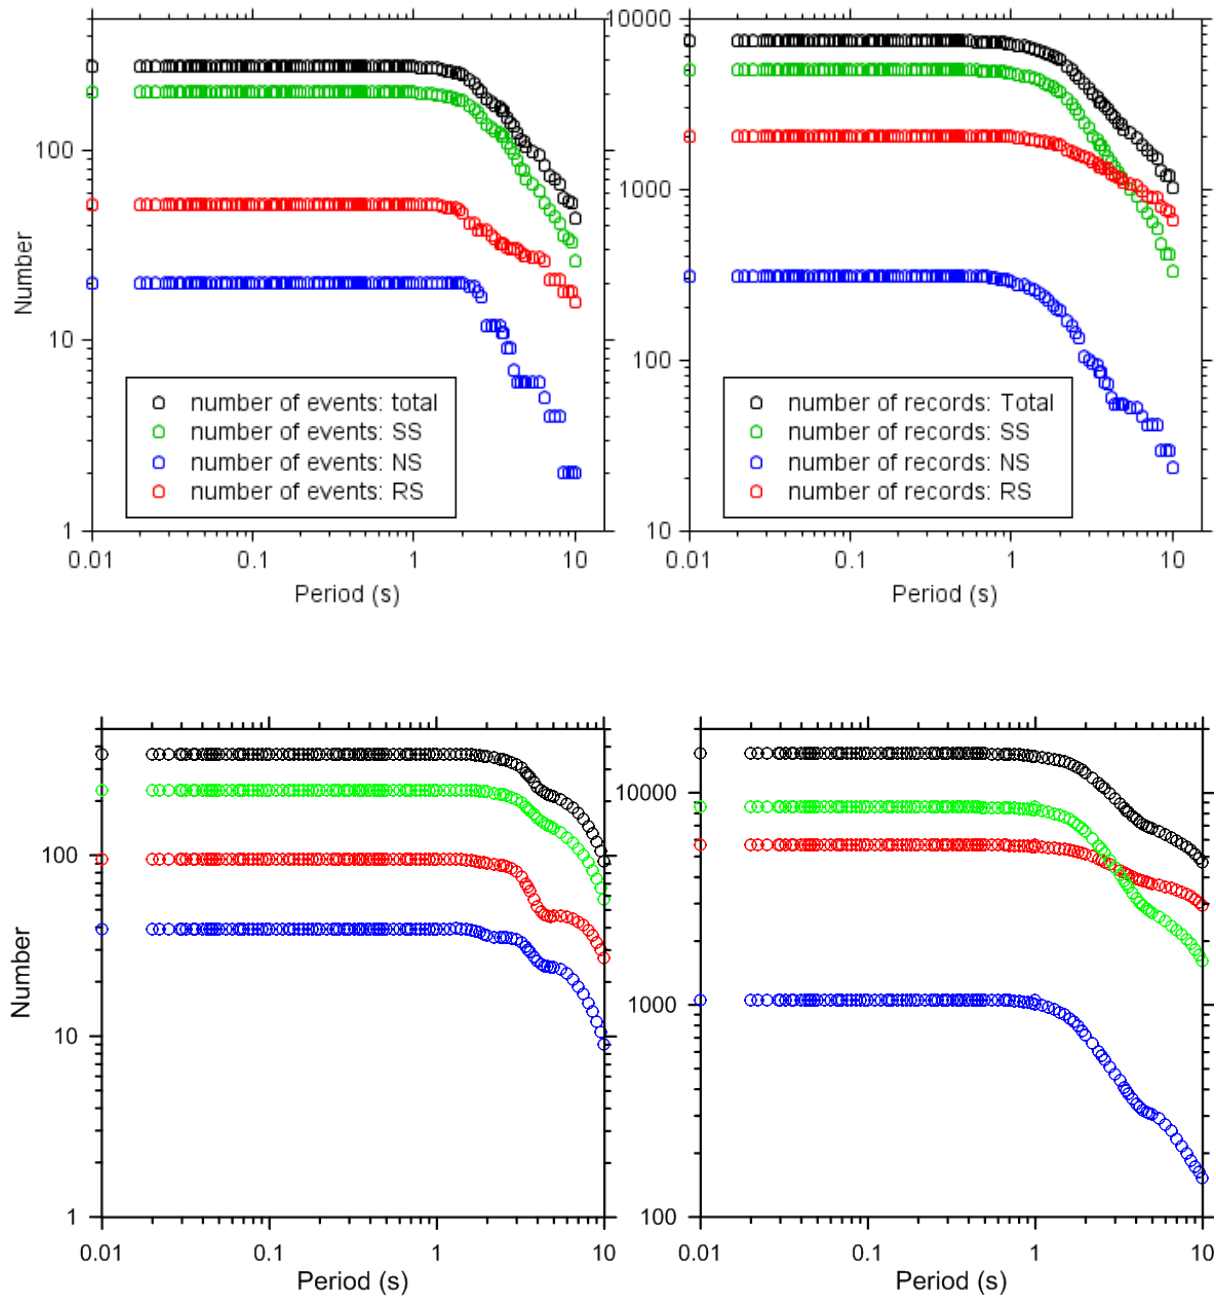 100
10
1
Number
number of events: total
number of events: SS
number of events: NS
number of events: RS
0.01 0.1 1 10
Period (s)
10000
1000
100
10
number of records: Total
number of records: SS
number of records: NS
number of records: RS
0.01 0.1 1 10
Period (s)
100
10
1
Number
0.01 0.1 1 10
Period (s)
10000
1000
100
0.01 0.1 1 10
Period (s)